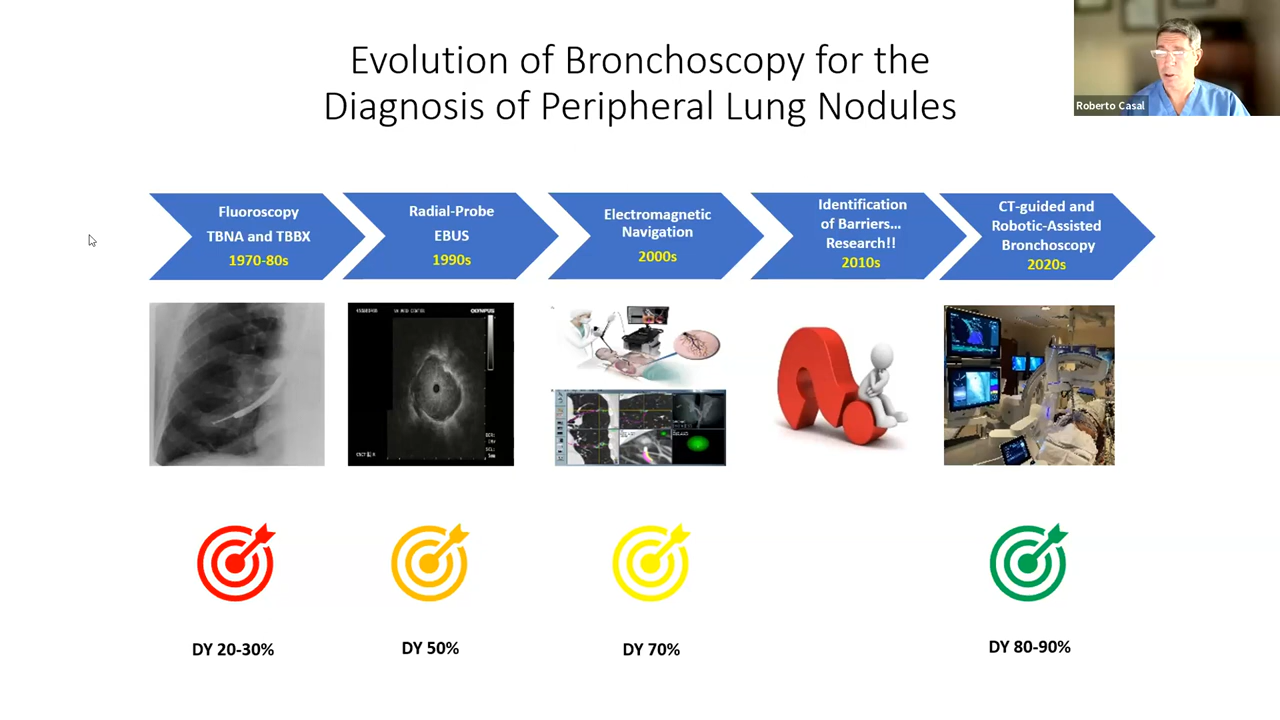 Evolution of Bronchoscopy for the
Diagnosis of Peripheral Lung Nodules
Roberto Casal
Fluoroscopy
TBNA and TBBX
1970-80s
Radial-Probe
EBUS
1990s
Electromagnetic
Navigation
2000s
Identification
of Barriers...
Research!!
2010s
CT-guided and
Robotic-Assisted
Bronchoscopy
2020s
OLYMPUS
DY 20-30%
DY 50%
DY 70%
DY 80-90%